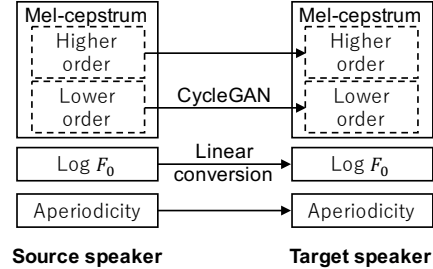 Mel-cepstrum
Higher
order
Lower
order
Log F₀
Aperiodicity
Source speaker
CycleGAN
Linear
conversion
Mel-cepstrum
Higher
order
Lower
order
Log F₀
Aperiodicity
Target speaker